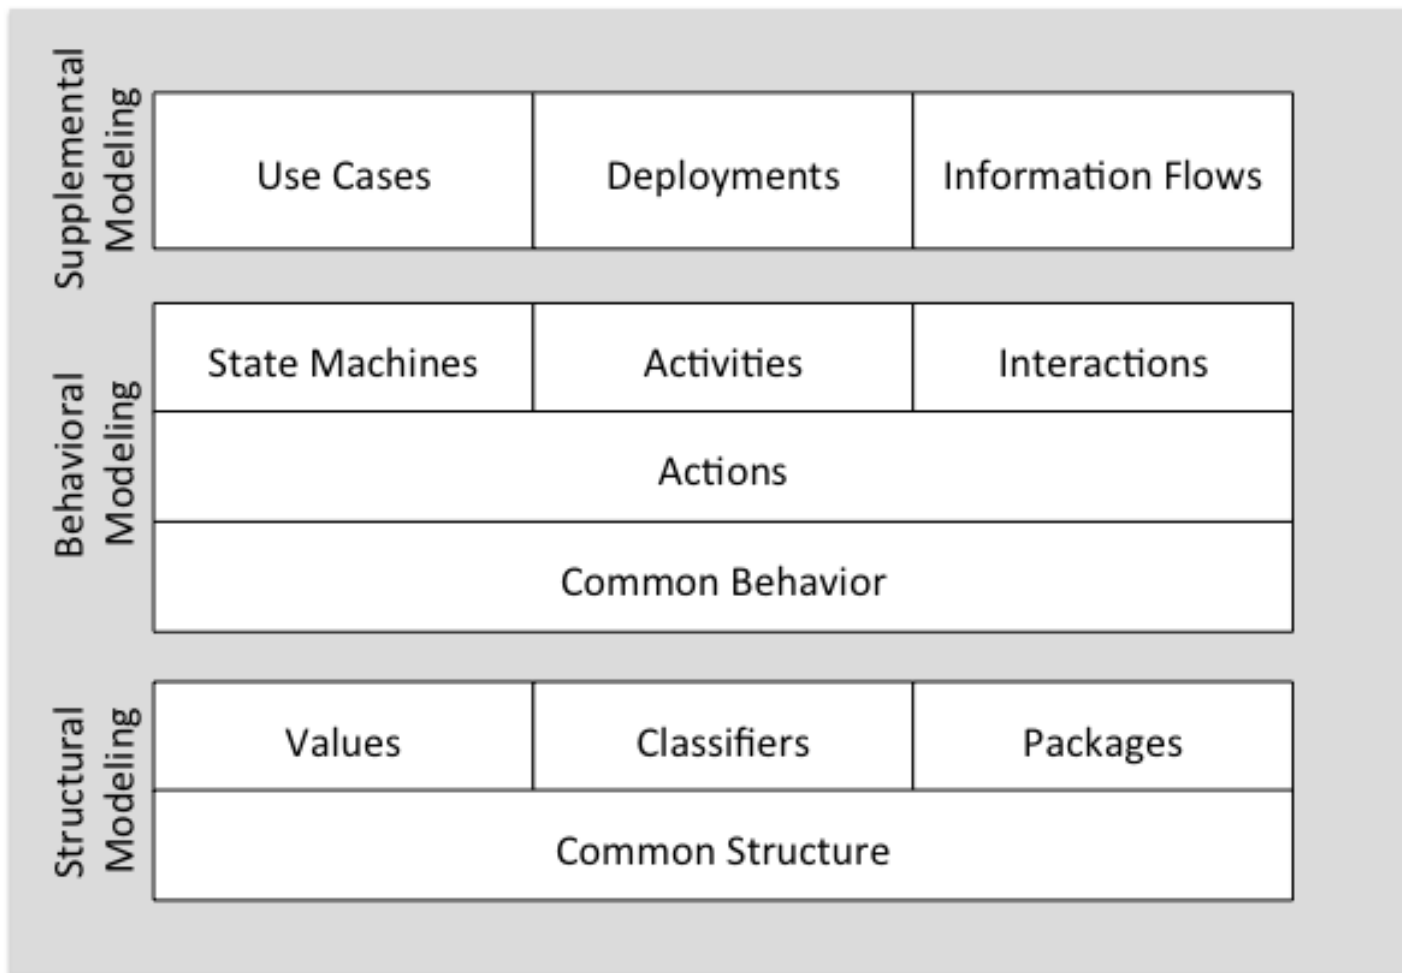 Supplemental
Modeling
Use Cases
Deployments
Information Flows
Behavioral
Modeling
State Machines
Activities
Interactions
Actions
Common Behavior
Structural
Modeling
Values
Classifiers
Packages
Common Structure